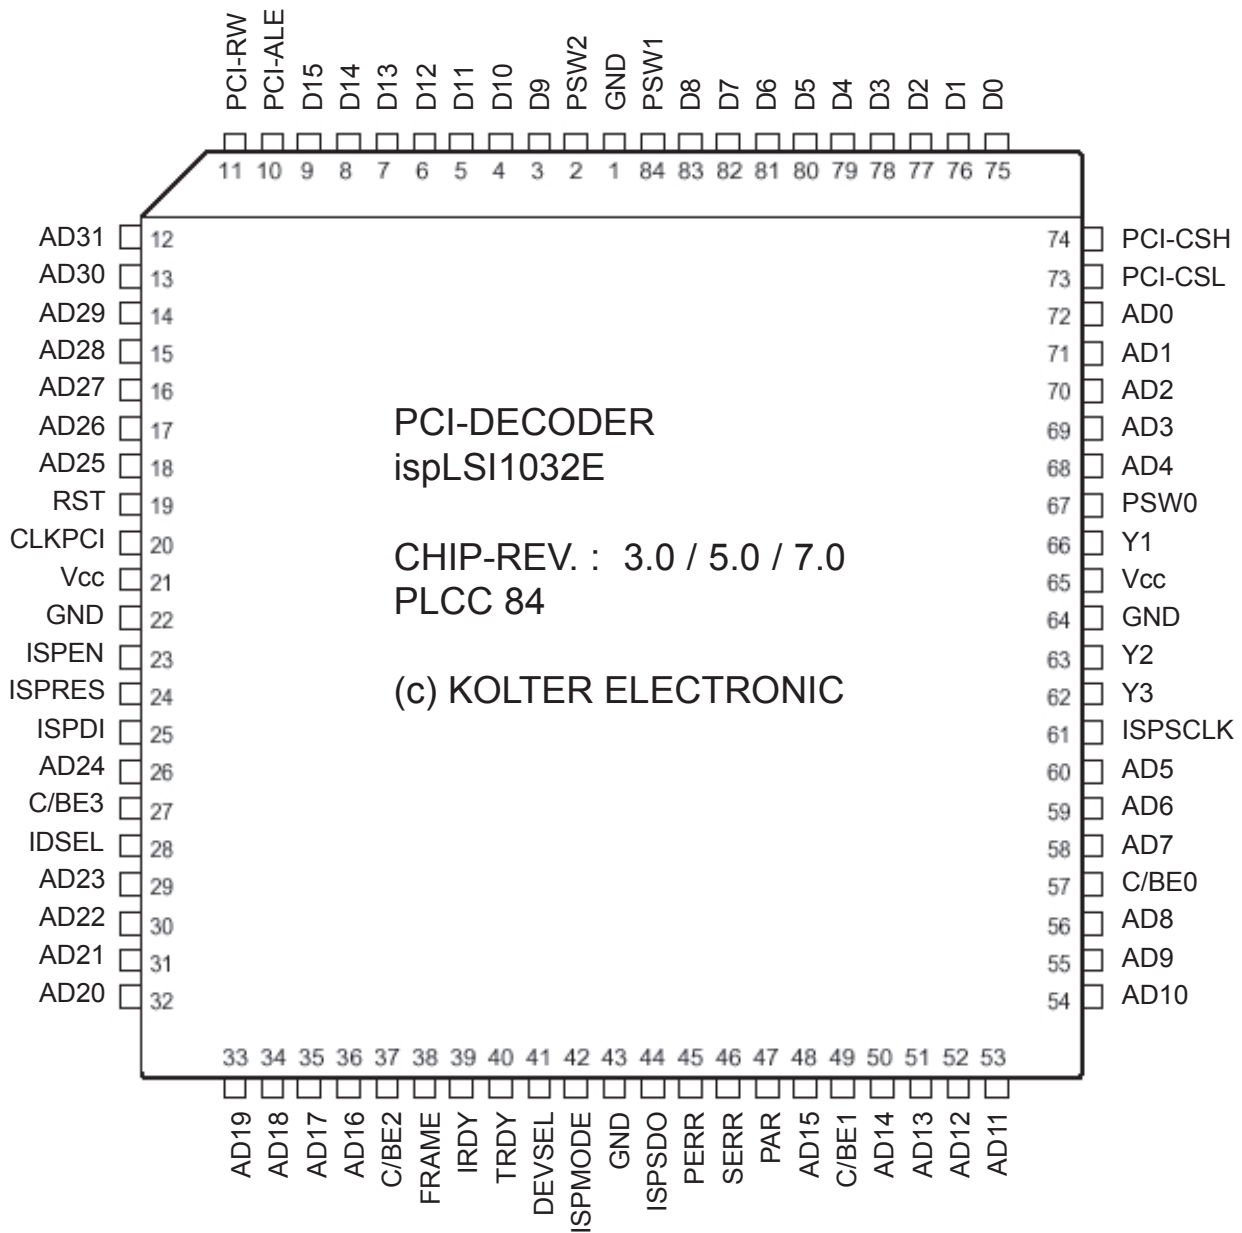 PCI-RW PCI-ALE D15 D14 D13 D12 D11 D10 D9 PSW2 GND PSW1 D8 D7 D6 D5 D4 D3 D2 D1 D0
11 10 9 8 7 6 5 4 3 2 1 84 83 82 81 80 79 78 77 76 75
AD31 12
AD30 13
AD29 14
AD28 15
AD27 16
AD26 17
AD25 18
RST 19
CLKPCI 20
Vcc 21
GND 22
ISPEN 23
ISPRES 24
ISPDI 25
AD24 26
C/BE3 27
IDSEL 28
AD23 29
AD22 30
AD21 31
AD20 32
PCI-DECODER
ispLSI1032E
CHIP-REV. : 3.0 / 5.0 / 7.0
PLCC 84
(c) KOLTER ELECTRONIC
74 PCI-CSH
73 PCI-CSL
72 AD0
71 AD1
70 AD2
69 AD3
68 AD4
67 PSW0
66 Y1
65 Vcc
64 GND
63 Y2
62 Y3
61 ISPSCLK
60 AD5
59 AD6
58 AD7
57 C/BE0
56 AD8
55 AD9
54 AD10
33 34 35 36 37 38 39 40 41 42 43 44 45 46 47 48 49 50 51 52 53
AD19 AD18 AD17 AD16 C/BE2 FRAME IRDY TRDY DEVSEL ISPMODE GND ISPSDO PERR SERR PAR AD15 C/BE1 AD14 AD13 AD12 AD11